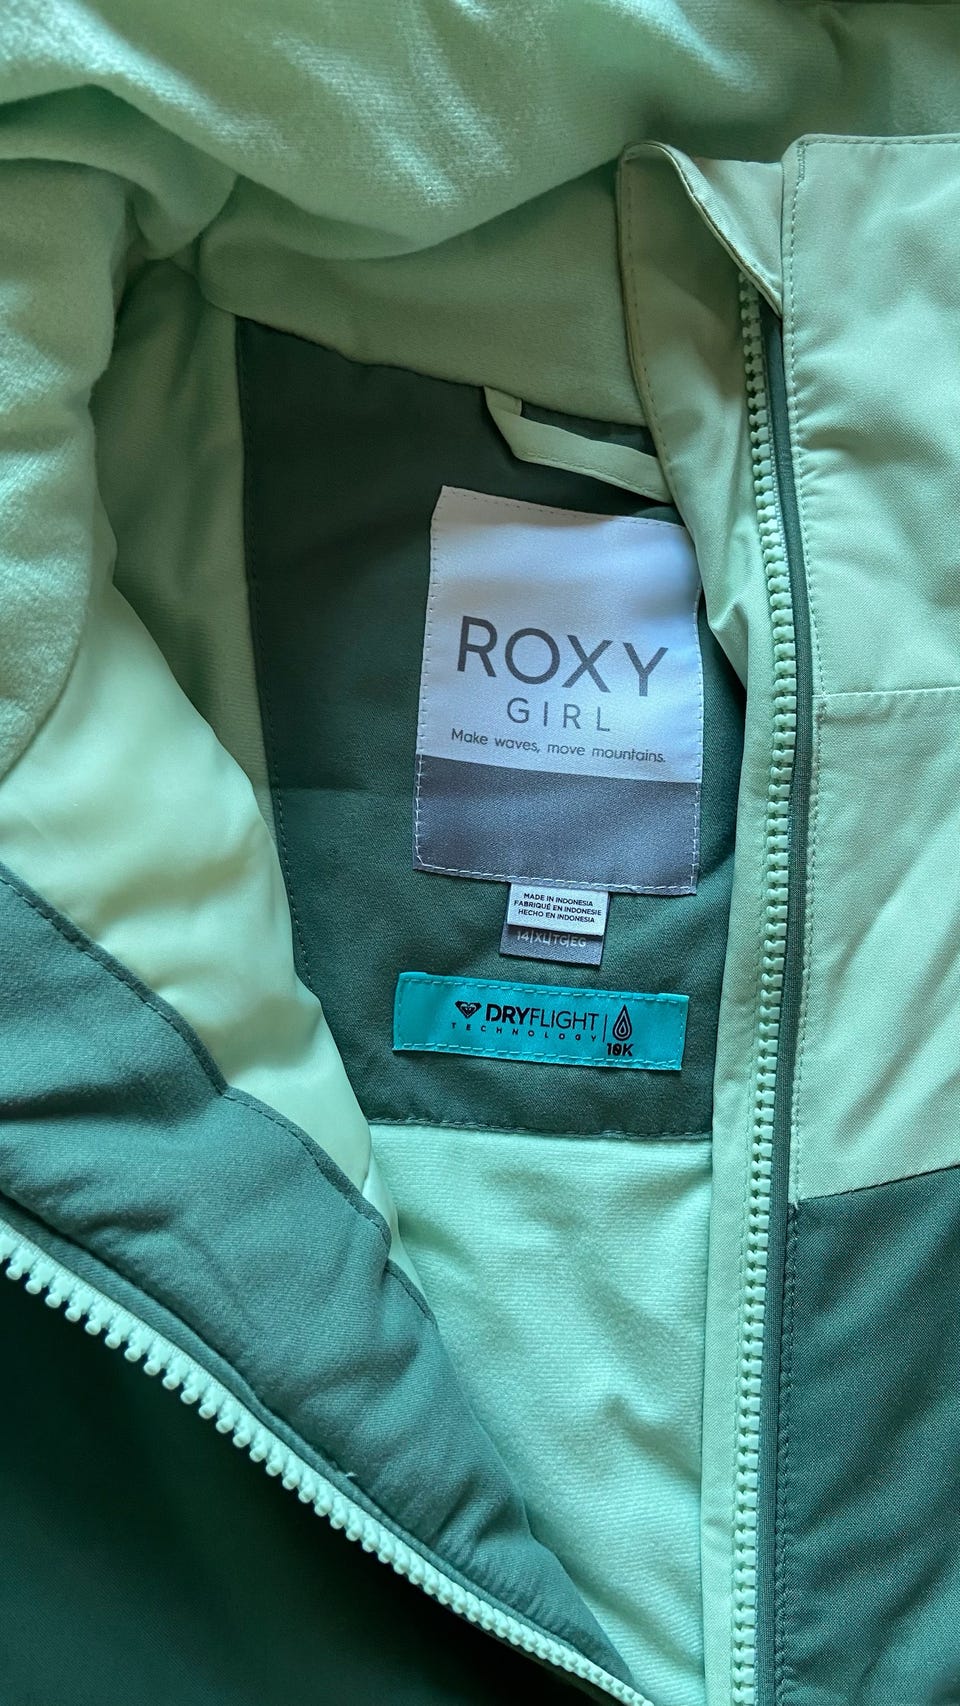 ROXY
GIRL
Make waves, move mountains.
MADE IN INDONESIA
FABRIQUÉ EN INDONESIE
HECHO EN INDONESIA
14|XL|TG|EG
DRYFLIGHT
TECHNOLOGY
10K